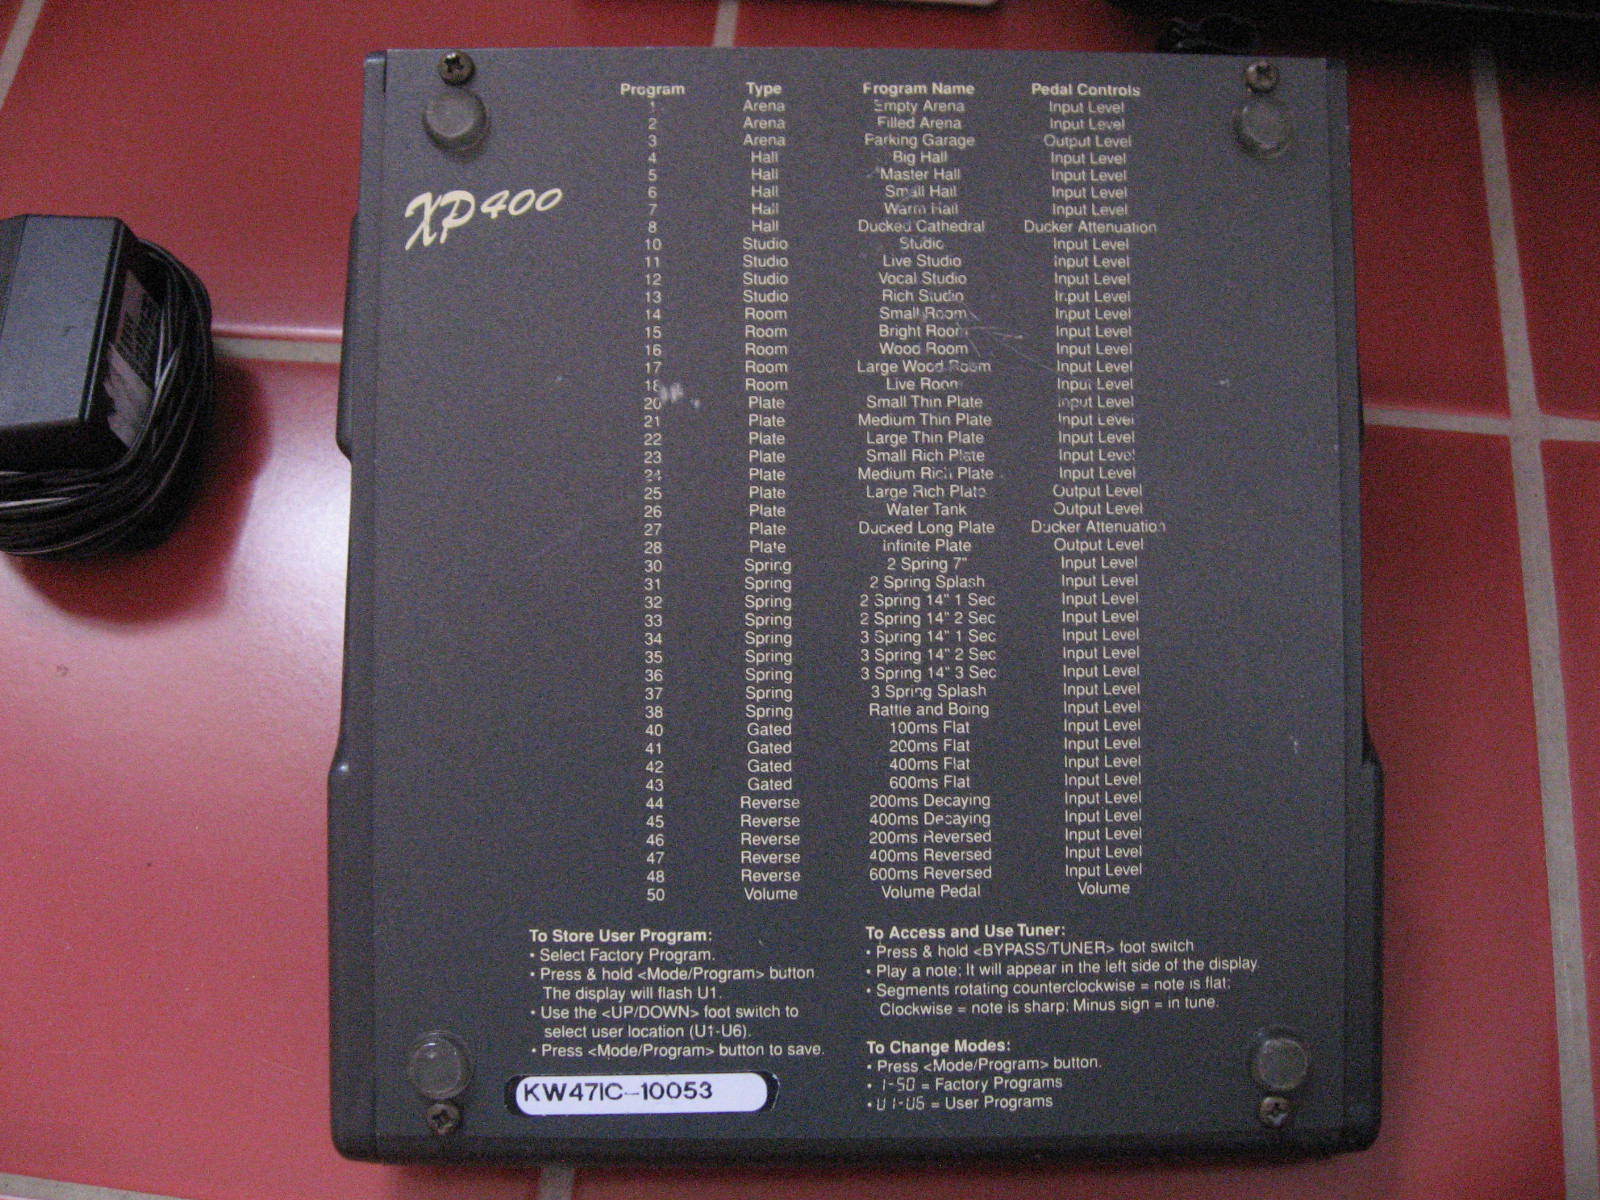 XP400
Program Type Program Name Pedal Controls
1 Arena Empty Arena Input Level
2 Arena Filled Arena Input Level
3 Arena Parking Garage Output Level
4 Hall Big Hall Input Level
5 Hall Master Hall Input Level
6 Hall Small Hall Input Level
7 Hall Warm Hall Input Level
8 Hall Ducked Cathedral Ducker Attenuation
10 Studio Studio Input Level
11 Studio Live Studio Input Level
12 Studio Vocal Studio Input Level
13 Studio Rich Studio Input Level
14 Room Small Room Input Level
15 Room Bright Room Input Level
16 Room Wood Room Input Level
17 Room Large Wood Room Input Level
18 Room Live Room Input Level
20 Plate Small Thin Plate Input Level
21 Plate Medium Thin Plate Input Level
22 Plate Large Thin Plate Input Level
23 Plate Small Rich Plate Input Level
24 Plate Medium Rich Plate Input Level
25 Plate Large Rich Plate Output Level
26 Plate Water Tank Output Level
27 Plate Ducked Long Plate Ducker Attenuation
28 Plate Infinite Plate Output Level
30 Spring 2 Spring 7" Input Level
31 Spring 2 Spring Splash Input Level
32 Spring 2 Spring 14" 1 Sec Input Level
33 Spring 2 Spring 14" 2 Sec Input Level
34 Spring 3 Spring 14" 1 Sec Input Level
35 Spring 3 Spring 14" 2 Sec Input Level
36 Spring 3 Spring 14" 3 Sec Input Level
37 Spring 3 Spring Splash Input Level
38 Spring Rattle and Boing Input Level
40 Gated 100ms Flat Input Level
41 Gated 200ms Flat Input Level
42 Gated 400ms Flat Input Level
43 Gated 600ms Flat Input Level
44 Reverse 200ms Decaying Input Level
45 Reverse 400ms Decaying Input Level
46 Reverse 200ms Reversed Input Level
47 Reverse 400ms Reversed Input Level
48 Reverse 600ms Reversed Input Level
50 Volume Volume Pedal Volume
To Store User Program:
• Select Factory Program.
• Press & hold <Mode/Program> button
The display will flash U1.
• Use the <UP/DOWN> foot switch to
select user location (U1-U6).
• Press <Mode/Program> button to save.
KW47IC-10053
To Access and Use Tuner:
• Press & hold <BYPASS/TUNER> foot switch
• Play a note; It will appear in the left side of the display.
• Segments rotating counterclockwise = note is flat;
Clockwise = note is sharp; Minus sign = in tune.
To Change Modes:
• Press <Mode/Program> button.
• 1-50 = Factory Programs
• U1-U6 = User Programs